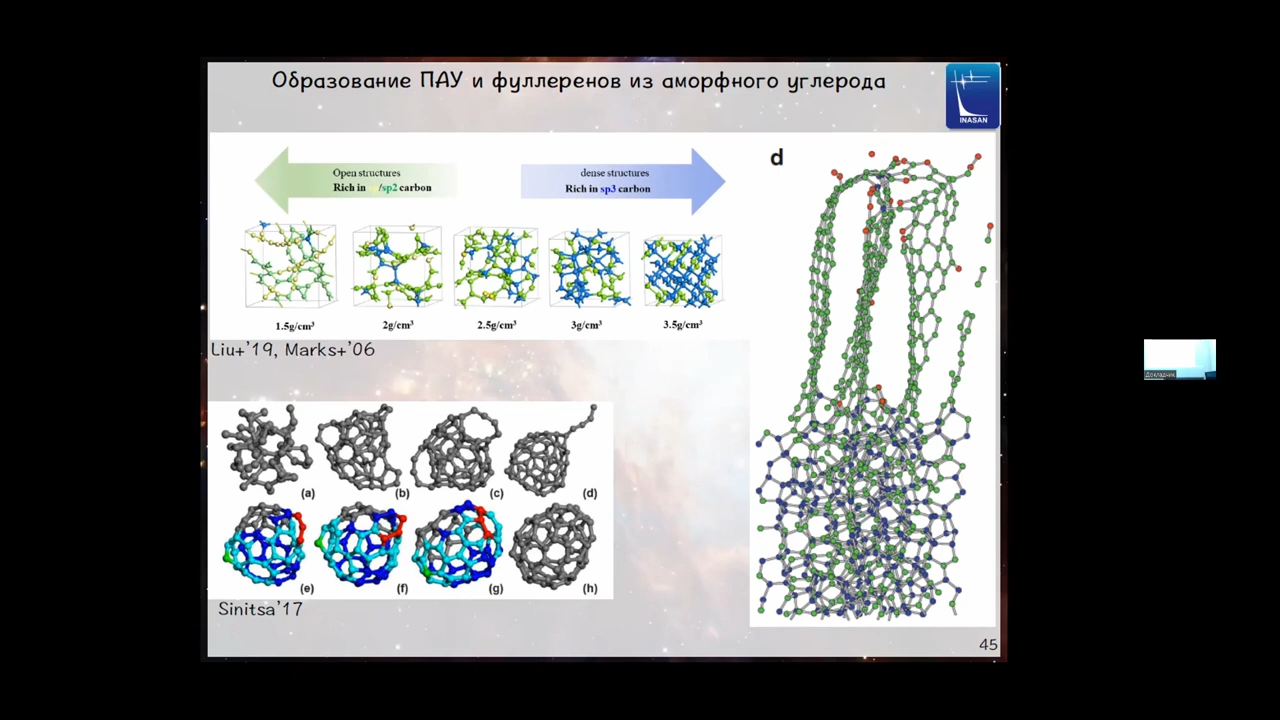 Образование ПАУ и фуллеренов из аморфного углерода
INASAN
Open structures
Rich in /sp2 carbon
dense structures
Rich in sp3 carbon
1.5g/cm³
2g/cm³
2.5g/cm³
3g/cm³
3.5g/cm³
Liu+'19, Marks+'06
(a)
(b)
(c)
(d)
(e)
(f)
(g)
(h)
Sinitsa'17
d
45
Докладчик